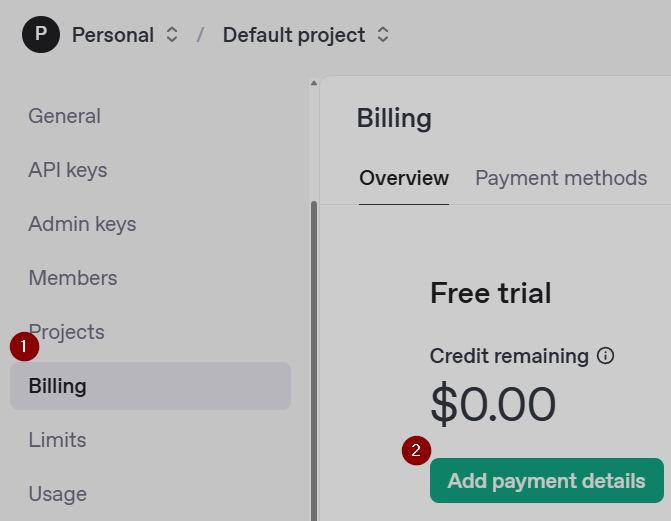 P Personal / Default project
General
API keys
Admin keys
Members
Projects
1
Billing
Limits
Usage
Billing
Overview Payment methods
Free trial
Credit remaining
$0.00
2
Add payment details